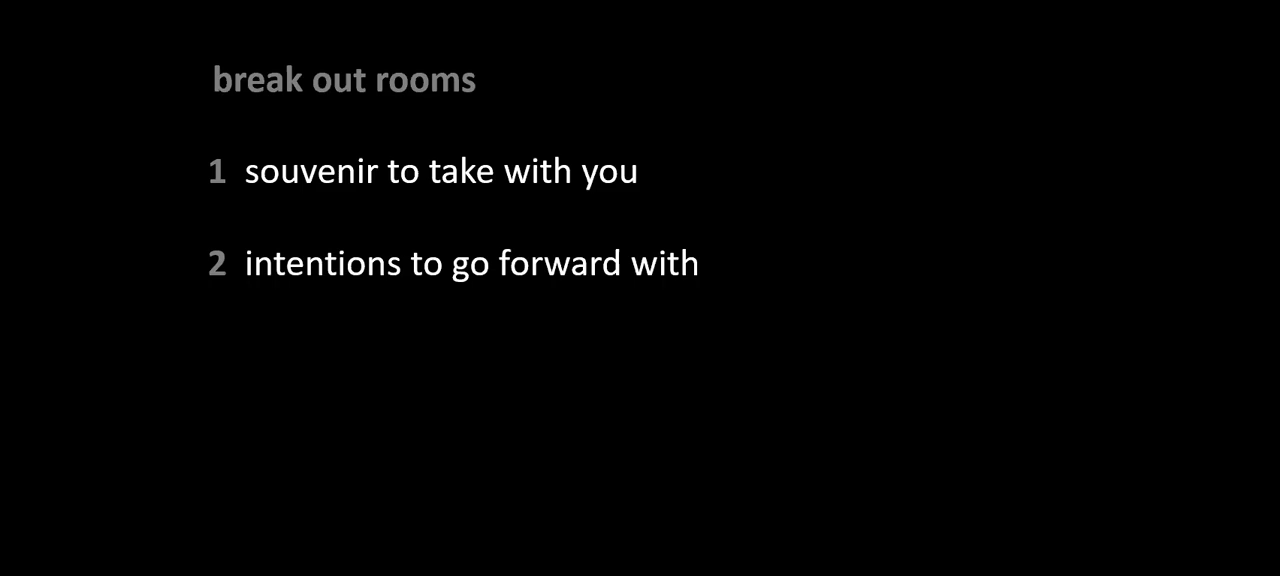 break out rooms
1 souvenir to take with you
2 intentions to go forward with